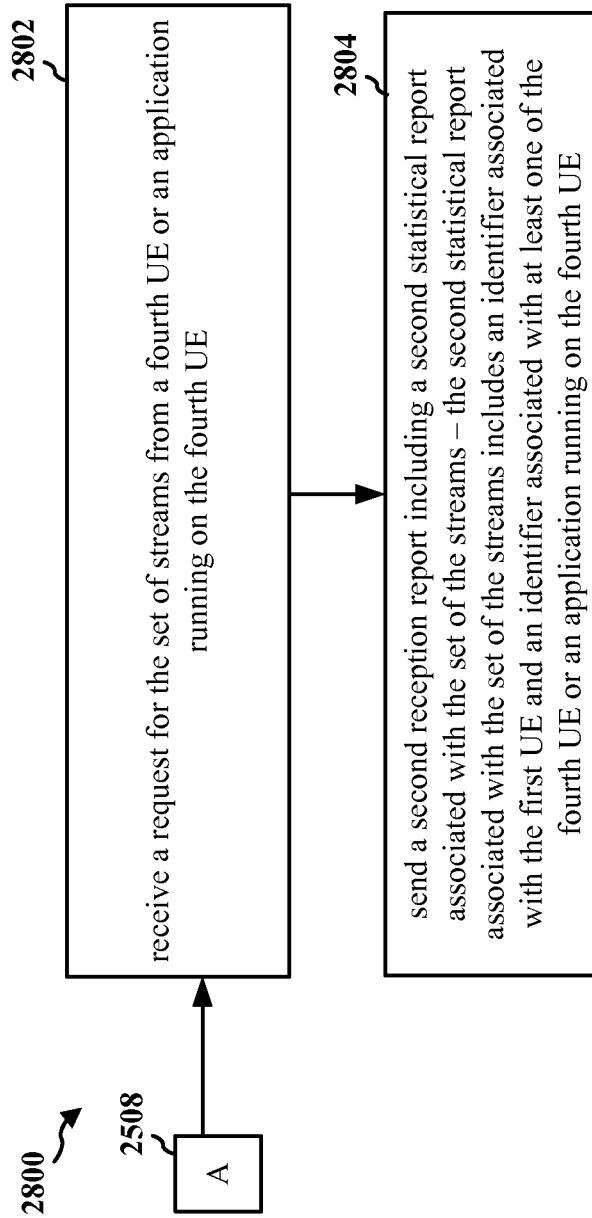 2800
2508
A
2802
receive a request for the set of streams from a fourth UE or an application
running on the fourth UE
2804
send a second reception report including a second statistical report
associated with the set of the streams – the second statistical report
associated with the set of the streams includes an identifier associated
with the first UE and an identifier associated with at least one of the
fourth UE or an application running on the fourth UE